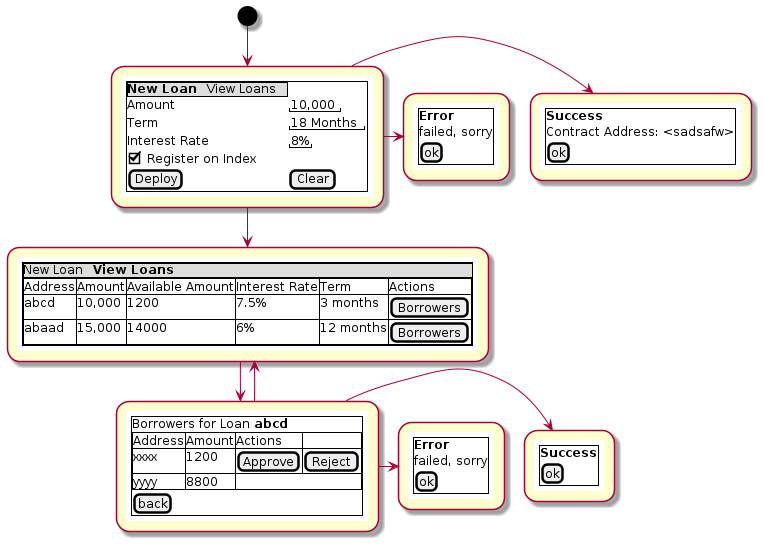 New Loan View Loans
Amount 10,000
Term 18 Months
Interest Rate 8%
Register on Index
Deploy Clear
Error
failed, sorry
ok
Success
Contract Address: <sadsafw>
ok
New Loan View Loans
Address Amount Available Amount Interest Rate Term Actions
abcd 10,000 1200 7.5% 3 months Borrowers
abaad 15,000 14000 6% 12 months Borrowers
Borrowers for Loan abcd
Address Amount Actions
xxxx 1200 Approve Reject
yyyy 8800
back
Error
failed, sorry
ok
Success
ok